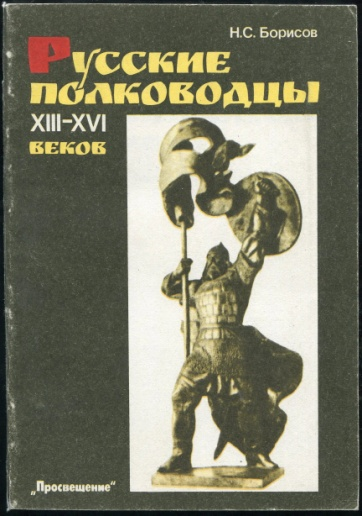 Н.С. Борисов
Русские
полководцы
XIII–XVI
веков
„Просвещение"